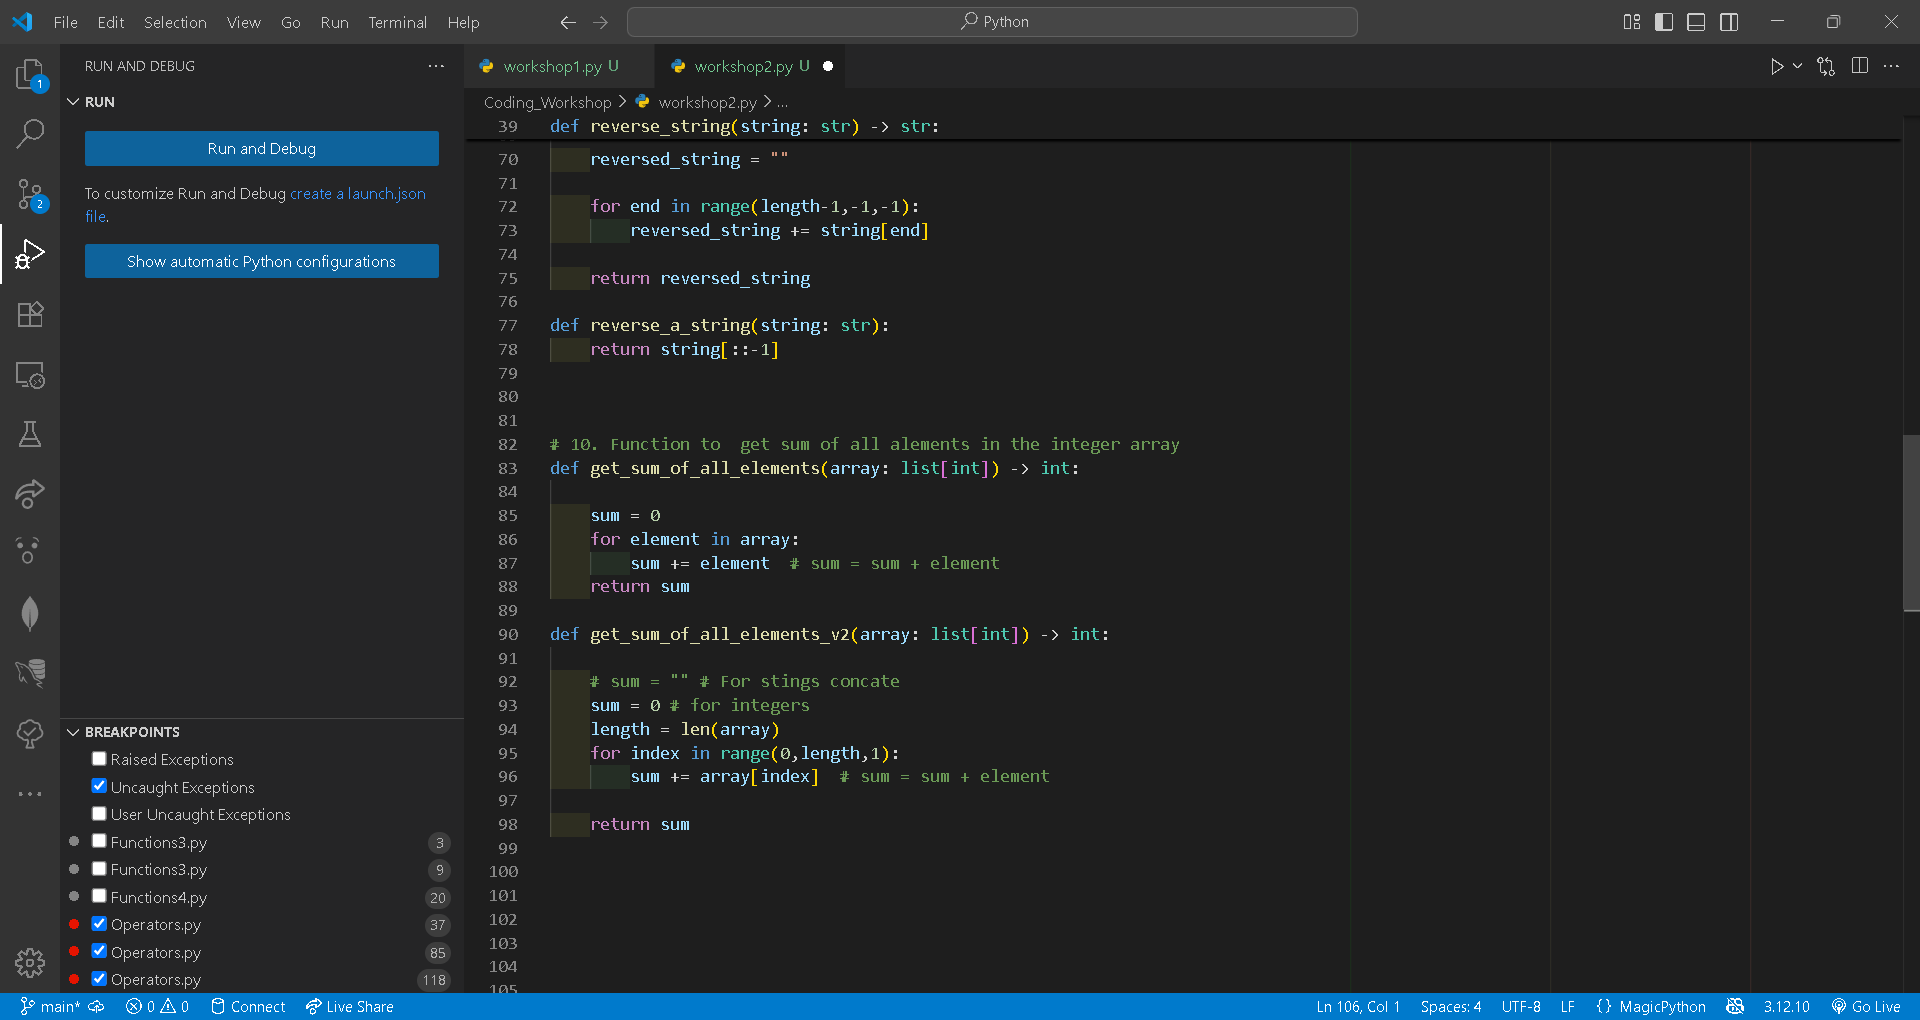 File Edit Selection View Go Run Terminal Help
Python
RUN AND DEBUG
RUN
Run and Debug
To customize Run and Debug create a launch.json
file.
Show automatic Python configurations
BREAKPOINTS
Raised Exceptions
Uncaught Exceptions
User Uncaught Exceptions
Functions3.py 3
Functions3.py 9
Functions4.py 20
Operators.py 37
Operators.py 85
Operators.py 118
1
2
workshop1.py U workshop2.py U
Coding_Workshop > workshop2.py > ...
39 def reverse_string(string: str) -> str:
70 reversed_string = ""
71
72 for end in range(length-1,-1,-1):
73 reversed_string += string[end]
74
75 return reversed_string
76
77 def reverse_a_string(string: str):
78 return string[::-1]
79
80
81
82 # 10. Function to  get sum of all alements in the integer array
83 def get_sum_of_all_elements(array: list[int]) -> int:
84
85 sum = 0
86 for element in array:
87 sum += element  # sum = sum + element
88 return sum
89
90 def get_sum_of_all_elements_v2(array: list[int]) -> int:
91
92 # sum = "" # For stings concate
93 sum = 0 # for integers
94 length = len(array)
95 for index in range(0,length,1):
96 sum += array[index]  # sum = sum + element
97
98 return sum
99
100
101
102
103
104
105
main* 0 0 Connect Live Share Ln 106, Col 1 Spaces: 4 UTF-8 LF {} MagicPython 3.12.10 Go Live